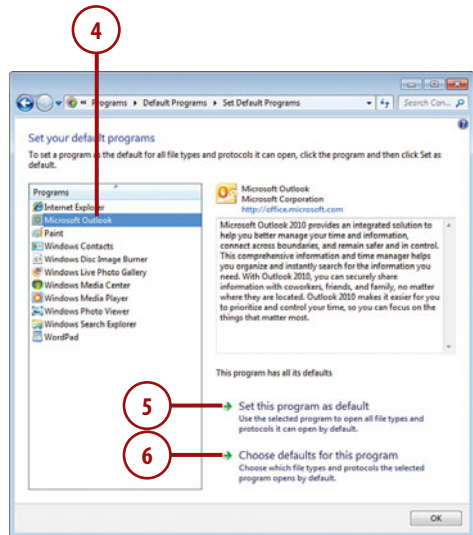 4
« Programs ▸ Default Programs ▸ Set Default Programs
Search Con...
Set your default programs
To set a program as the default for all file types and protocols it can open, click the program and then click Set as
default.
Programs
Internet Explorer
Microsoft Outlook
Paint
Windows Contacts
Windows Disc Image Burner
Windows Live Photo Gallery
Windows Media Center
Windows Media Player
Windows Photo Viewer
Windows Search Explorer
WordPad
Microsoft Outlook
Microsoft Corporation
http://office.microsoft.com
Microsoft Outlook 2010 provides an integrated solution to
help you better manage your time and information,
connect across boundaries, and remain safer and in control.
This comprehensive information and time manager helps
you organize and instantly search for the information you
need. With Outlook 2010, you can securely share
information with coworkers, friends, and family, no matter
where they are located. Outlook 2010 makes it easier for you
to prioritize and control your time, so you can focus on the
things that matter most.
This program has all its defaults
5
Set this program as default
Use the selected program to open all file types and
protocols it can open by default.
6
Choose defaults for this program
Choose which file types and protocols the selected
program opens by default.
OK